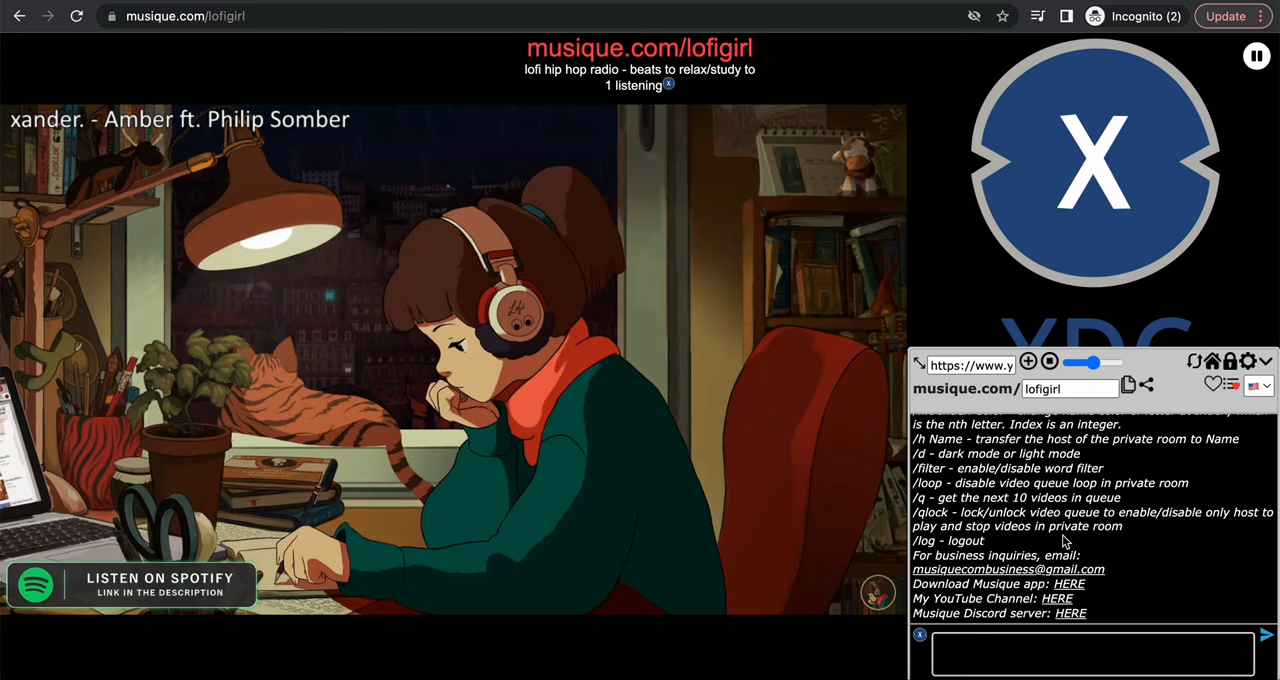 musique.com/lofigirl
Incognito (2)
Update
musique.com/lofigirl
lofi hip hop radio - beats to relax/study to
1 listening
xander. - Amber ft. Philip Somber
X
XDC
Lofi
LISTEN ON SPOTIFY
LINK IN THE DESCRIPTION
https://www.y
musique.com/ lofigirl
is the nth letter. Index is an integer.
/h Name - transfer the host of the private room to Name
/d - dark mode or light mode
/filter - enable/disable word filter
/loop - disable video queue loop in private room
/q - get the next 10 videos in queue
/qlock - lock/unlock video queue to enable/disable only host to
play and stop videos in private room
/log - logout
For business inquiries, email:
musiquecombusiness@gmail.com
Download Musique app: HERE
My YouTube Channel: HERE
Musique Discord server: HERE